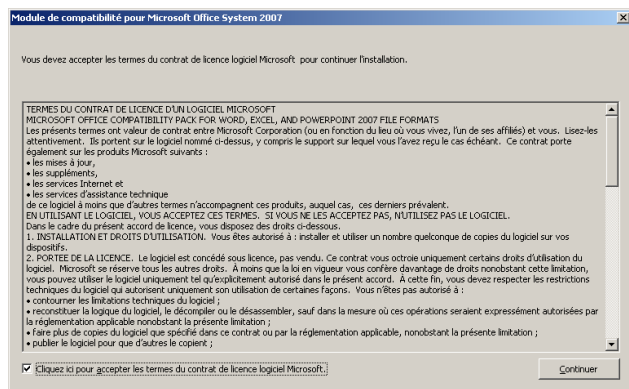 Module de compatibilité pour Microsoft Office System 2007
Vous devez accepter les termes du contrat de licence logiciel Microsoft pour continuer l'installation.
TERMES DU CONTRAT DE LICENCE D'UN LOGICIEL MICROSOFT
MICROSOFT OFFICE COMPATIBILITY PACK FOR WORD, EXCEL, AND POWERPOINT 2007 FILE FORMATS
Les présents termes ont valeur de contrat entre Microsoft Corporation (ou en fonction du lieu où vous vivez, l'un de ses affiliés) et vous. Lisez-les
attentivement. Ils portent sur le logiciel nommé ci-dessus, y compris le support sur lequel vous l'avez reçu le cas échéant. Ce contrat porte
également sur les produits Microsoft suivants :
• les mises à jour,
• les suppléments,
• les services Internet et
• les services d'assistance technique
de ce logiciel à moins que d'autres termes n'accompagnent ces produits, auquel cas, ces derniers prévalent.
EN UTILISANT LE LOGICIEL, VOUS ACCEPTEZ CES TERMES. SI VOUS NE LES ACCEPTEZ PAS, N'UTILISEZ PAS LE LOGICIEL.
Dans le cadre du présent accord de licence, vous disposez des droits ci-dessous.
1. INSTALLATION ET DROITS D'UTILISATION. Vous êtes autorisé à : installer et utiliser un nombre quelconque de copies du logiciel sur vos
dispositifs.
2. PORTEE DE LA LICENCE. Le logiciel est concédé sous licence, pas vendu. Ce contrat vous octroie uniquement certains droits d'utilisation du
logiciel. Microsoft se réserve tous les autres droits. À moins que la loi en vigueur vous confère davantage de droits nonobstant cette limitation,
vous pouvez utiliser le logiciel uniquement tel qu'explicitement autorisé dans le présent accord. À cette fin, vous devez respecter les restrictions
techniques du logiciel qui autorisent uniquement son utilisation de certaines façons. Vous n'êtes pas autorisé à :
• contourner les limitations techniques du logiciel ;
• reconstituer la logique du logiciel, le décompiler ou le désassembler, sauf dans la mesure où ces opérations seraient expressément autorisées par
la réglementation applicable nonobstant la présente limitation ;
• faire plus de copies du logiciel que spécifié dans ce contrat ou par la réglementation applicable, nonobstant la présente limitation ;
• publier le logiciel pour que d'autres le copient ;
Cliquez ici pour accepter les termes du contrat de licence logiciel Microsoft.
Continuer